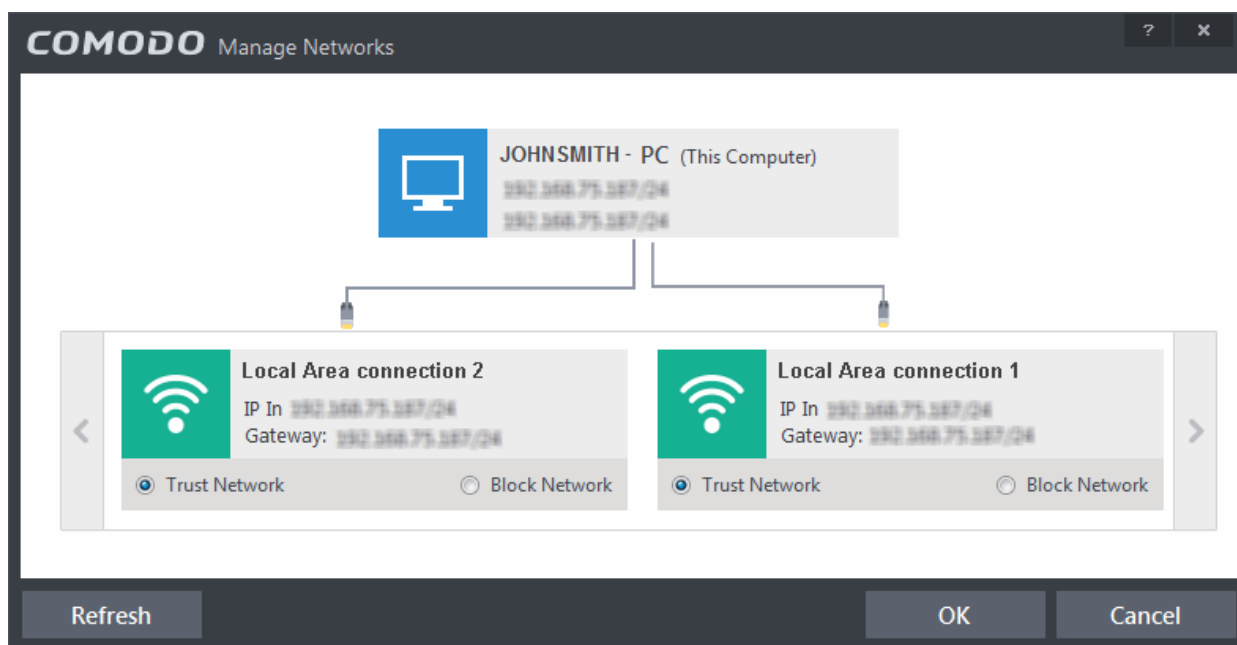 COMODO Manage Networks
? ×
JOHNSMITH - PC (This Computer)
Local Area connection 2
IP In
Gateway:
Trust Network
Block Network
Local Area connection 1
IP In
Gateway:
Trust Network
Block Network
Refresh
OK
Cancel